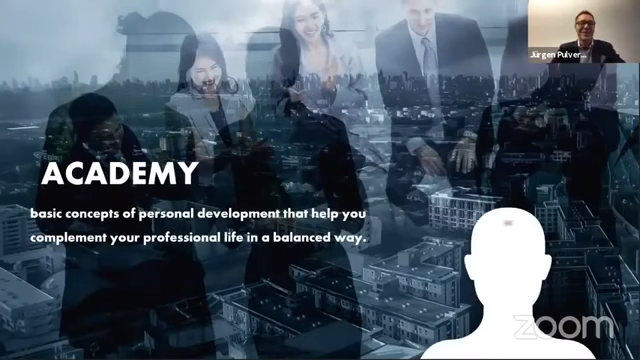 Jürgen Pulver...
ACADEMY
basic concepts of personal development that help you
complement your professional life in a balanced way.
zoom